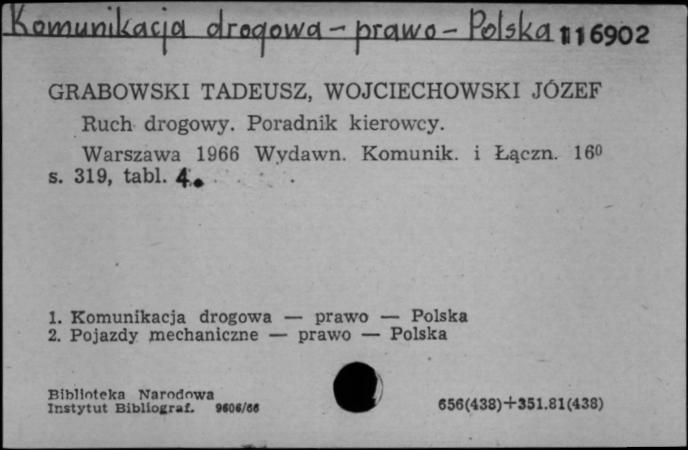 Komunikacja drogowa - prawo - Polska 116902
GRABOWSKI TADEUSZ, WOJCIECHOWSKI JÓZEF
Ruch drogowy. Poradnik kierowcy.
Warszawa 1966 Wydawn. Komunik. i Łączn. 16⁰
s. 319, tabl. 4.
1. Komunikacja drogowa — prawo — Polska
2. Pojazdy mechaniczne — prawo — Polska
Biblioteka Narodowa
Instytut Bibliograf. 9606/66 656(438)+351.81(438)